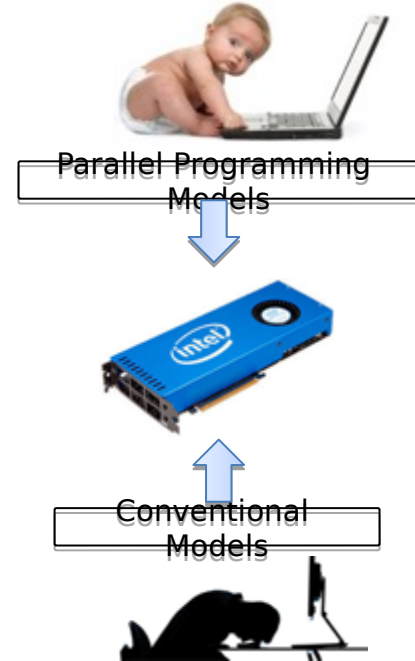 Parallel Programming
Models
intel
Conventional
Models